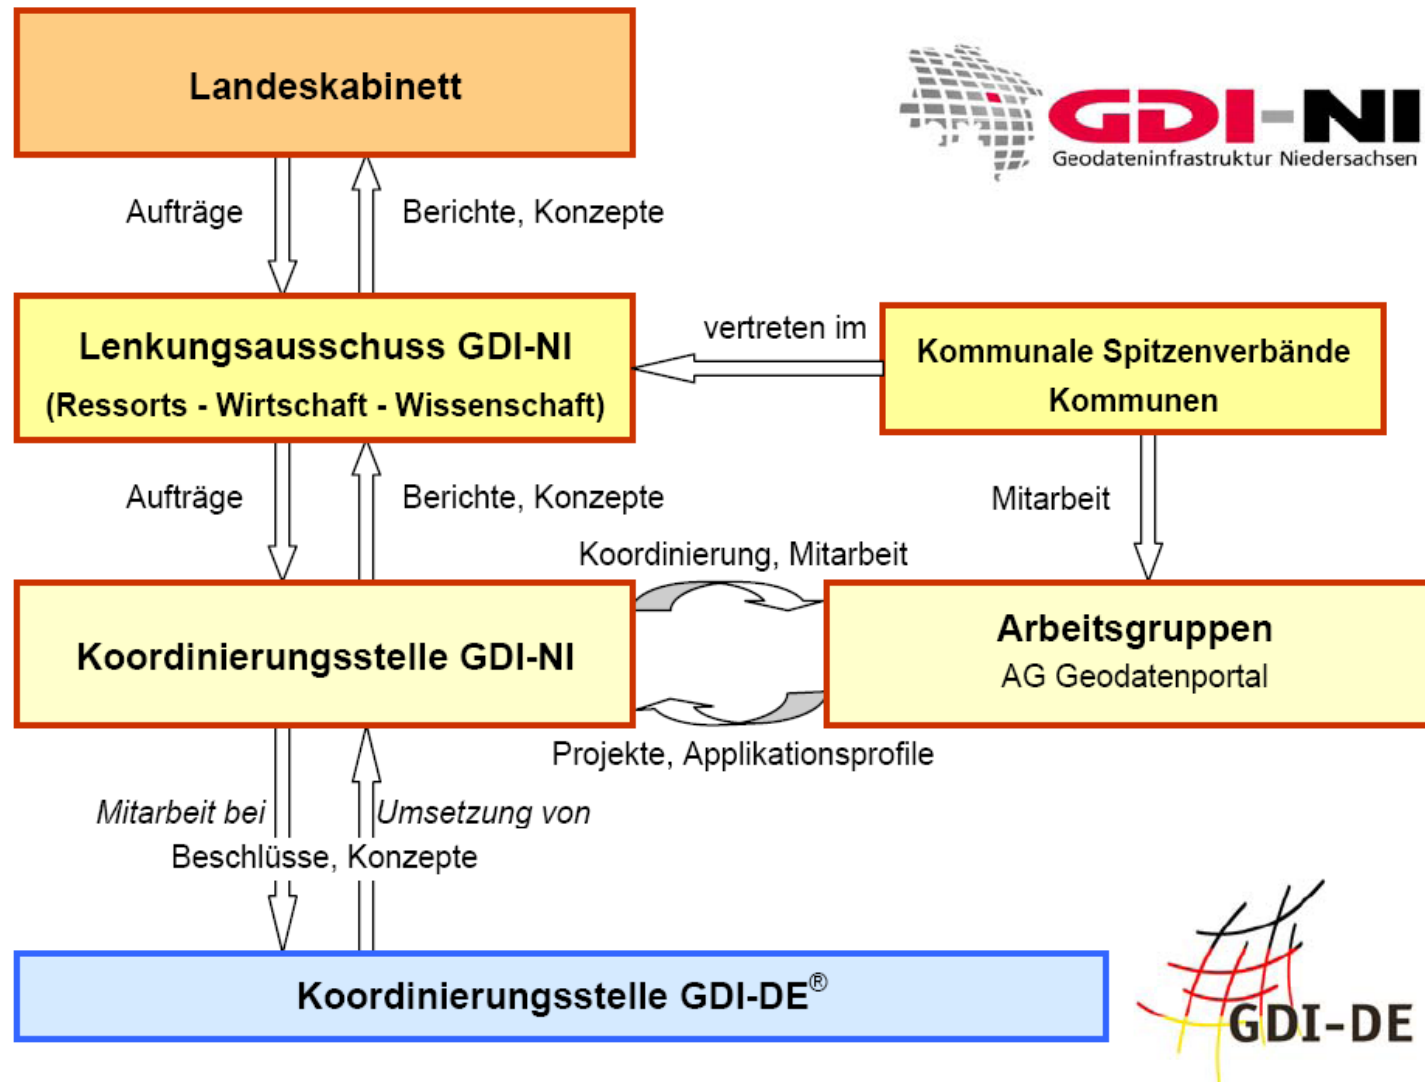 Landeskabinett
GDI-NI
Geodateninfrastruktur Niedersachsen
Aufträge
Berichte, Konzepte
Lenkungsausschuss GDI-NI
(Ressorts - Wirtschaft - Wissenschaft)
vertreten im
Kommunale Spitzenverbände
Kommunen
Aufträge
Berichte, Konzepte
Mitarbeit
Koordinierung, Mitarbeit
Koordinierungsstelle GDI-NI
Arbeitsgruppen
AG Geodatenportal
Projekte, Applikationsprofile
Mitarbeit bei
Umsetzung von
Beschlüsse, Konzepte
Koordinierungsstelle GDI-DE®
GDI-DE